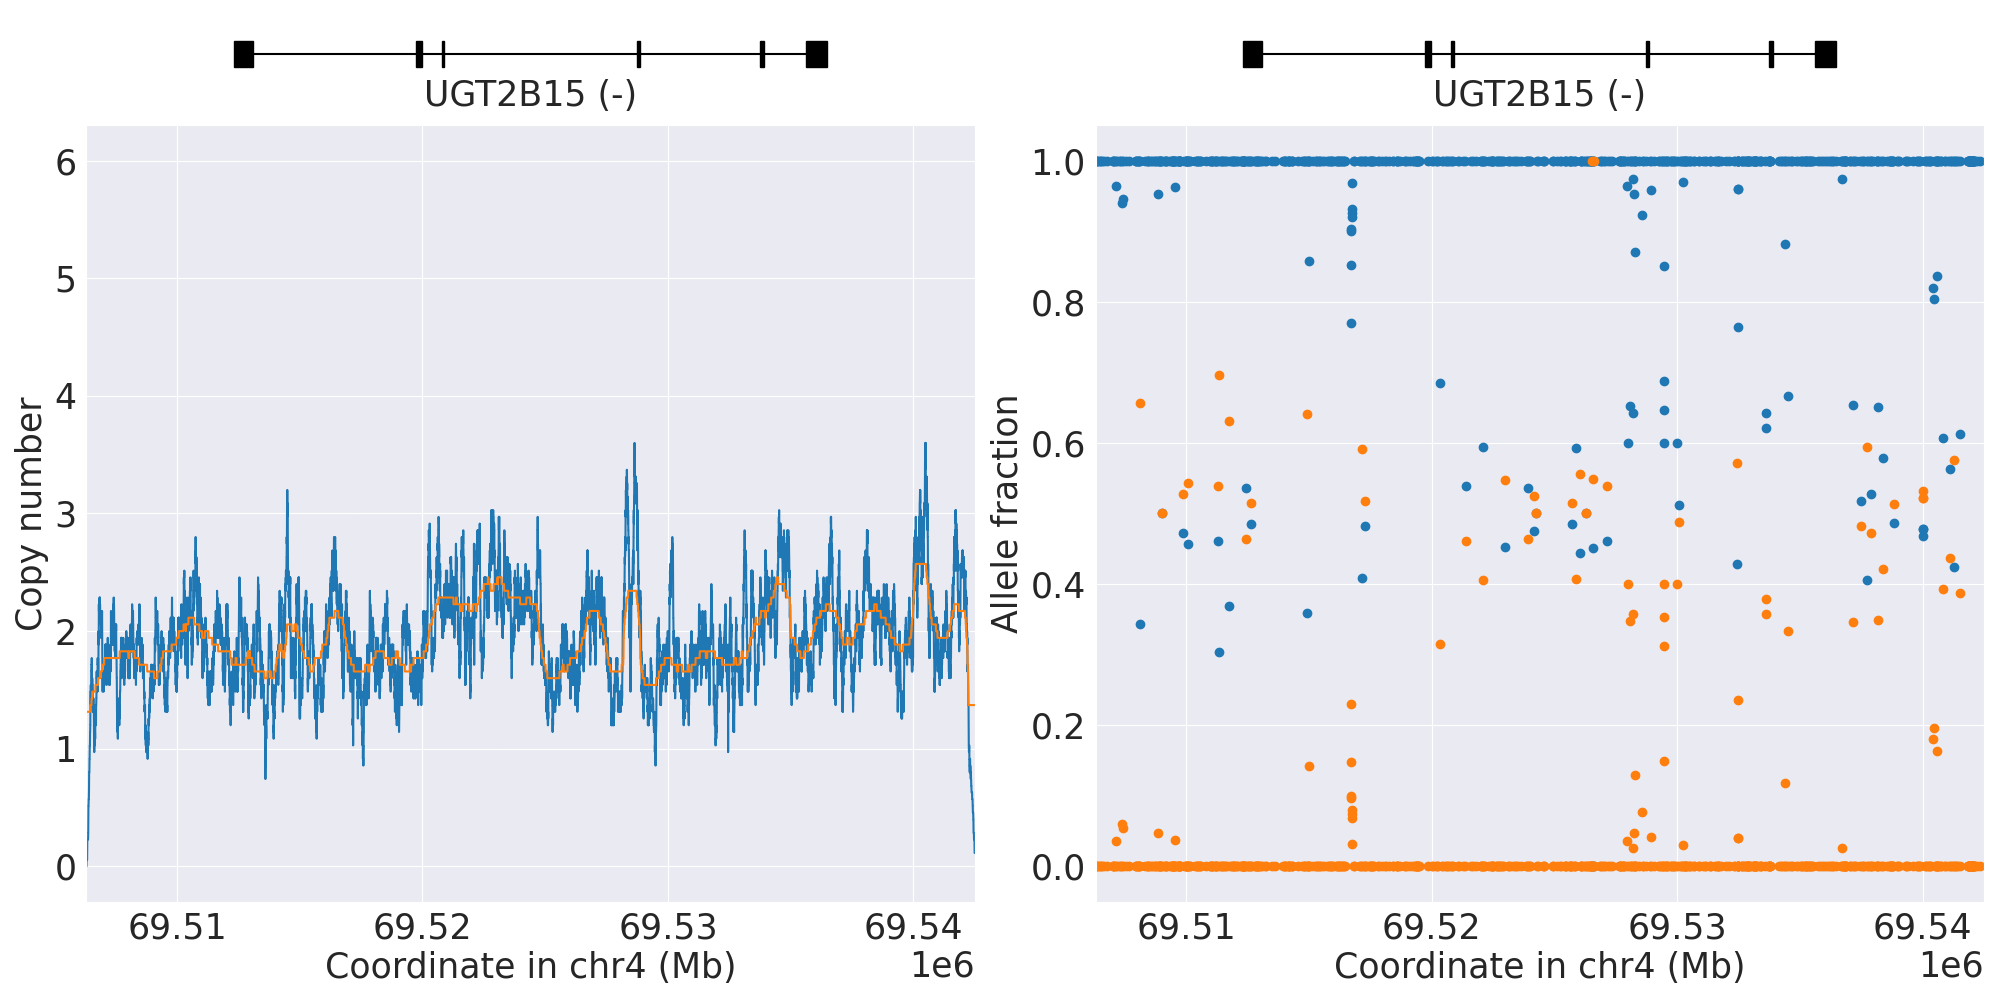 UGT2B15 (-)
UGT2B15 (-)
Copy number
6
5
4
3
2
1
0
69.51 69.52 69.53 69.54
Coordinate in chr4 (Mb) 1e6
Allele fraction
1.0
0.8
0.6
0.4
0.2
0.0
69.51 69.52 69.53 69.54
Coordinate in chr4 (Mb) 1e6